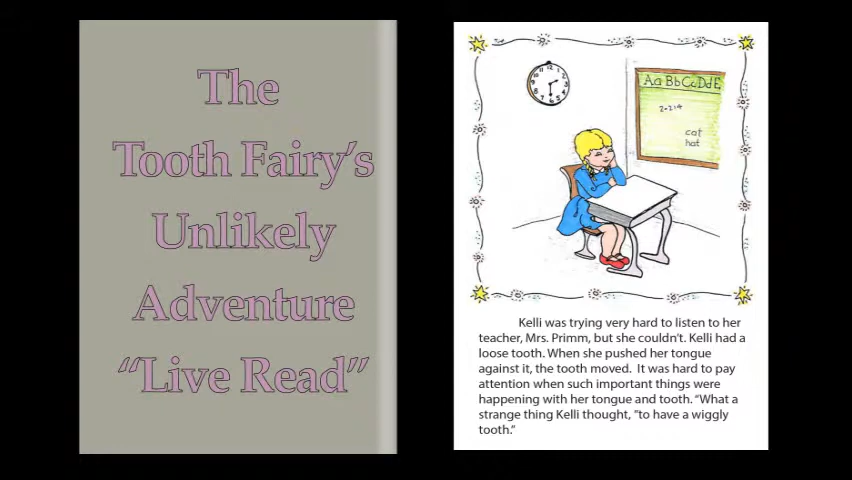 The
Tooth Fairy's
Unlikely
Adventure
“Live Read”
Aa Bb Cc Dd E
2+2=4
cat
hat
Kelli was trying very hard to listen to her
teacher, Mrs. Primm, but she couldn't. Kelli had a
loose tooth. When she pushed her tongue
against it, the tooth moved.  It was hard to pay
attention when such important things were
happening with her tongue and tooth. “What a
strange thing Kelli thought, ”to have a wiggly
tooth.”